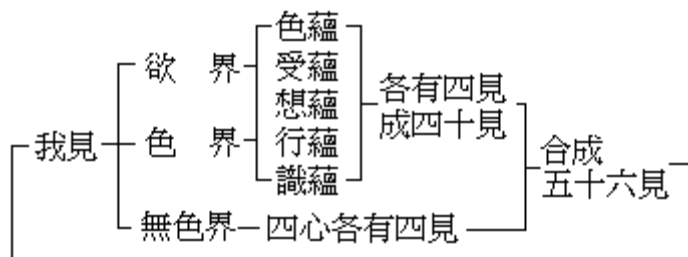 我見
欲　界
色　界
無色界
色蘊
受蘊
想蘊
行蘊
識蘊
各有四見
成四十見
四心各有四見
合成
五十六見